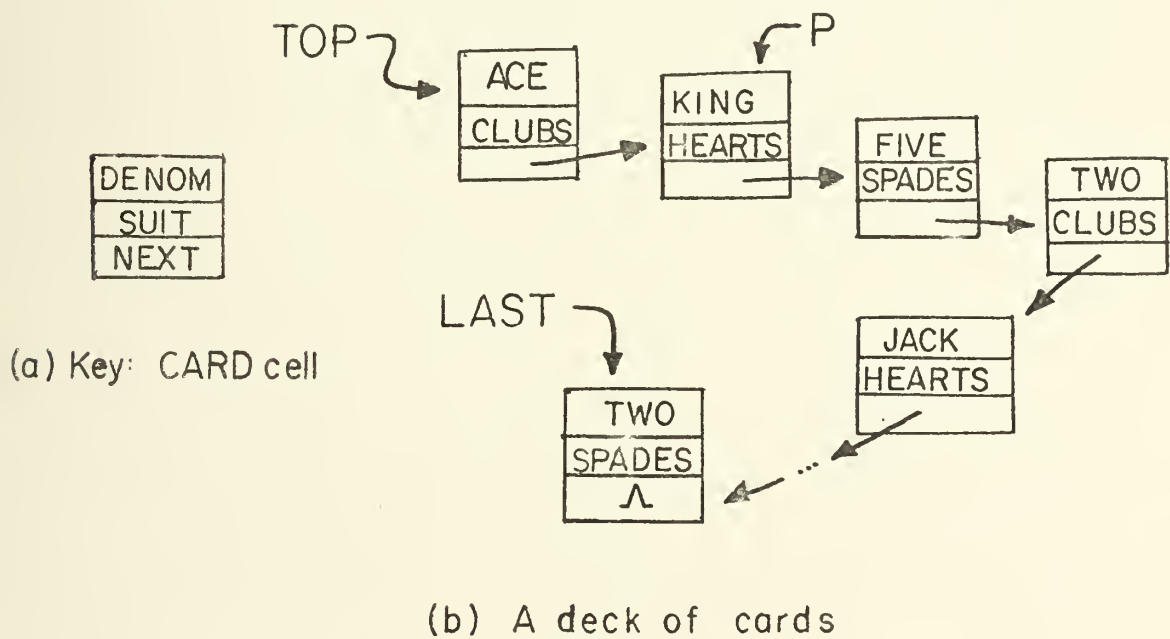 TOP
P
ACE
CLUBS
KING
HEARTS
FIVE
SPADES
TWO
CLUBS
DENOM
SUIT
NEXT
(a) Key: CARD cell
LAST
JACK
HEARTS
TWO
SPADES
Λ
...
(b) A deck of cards